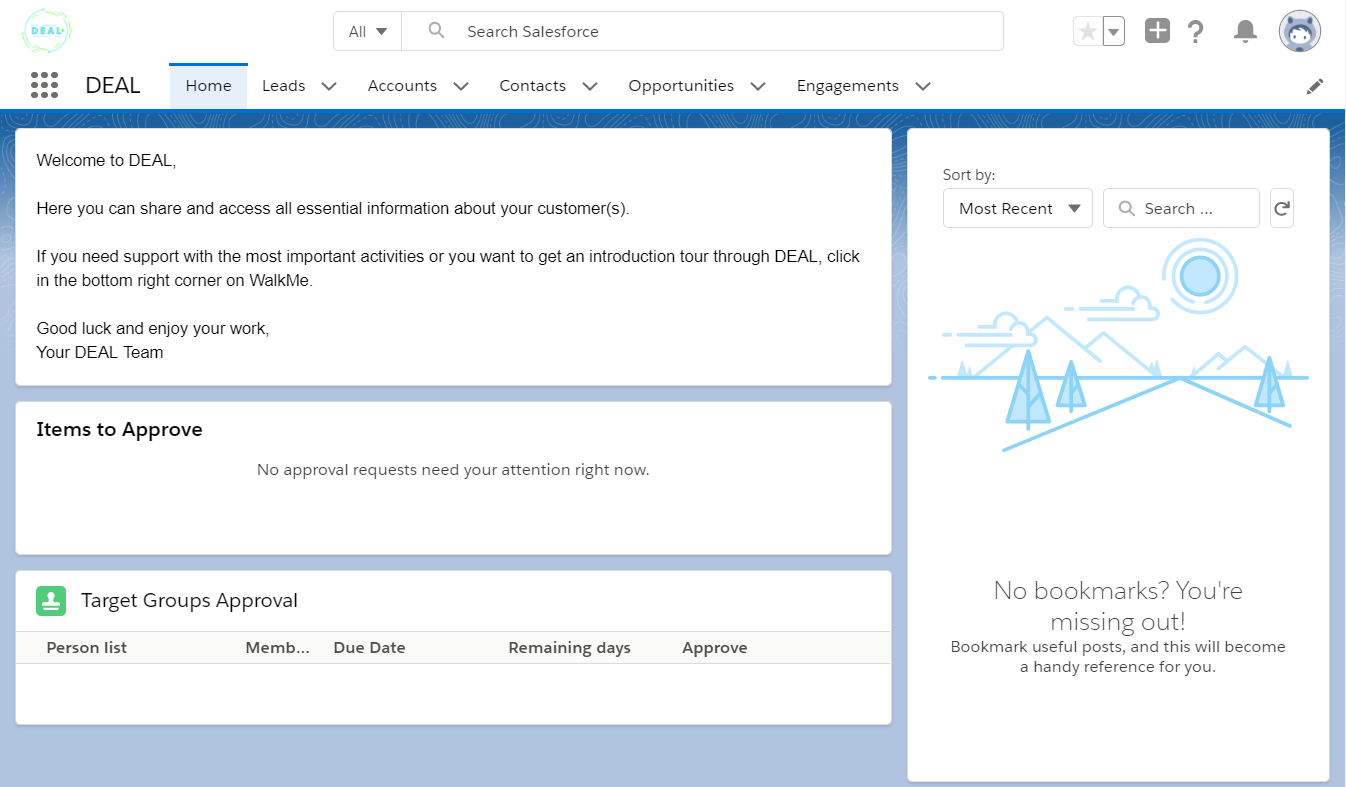 DEAL
All
Search Salesforce
DEAL
Home
Leads
Accounts
Contacts
Opportunities
Engagements
Welcome to DEAL,
Here you can share and access all essential information about your customer(s).
If you need support with the most important activities or you want to get an introduction tour through DEAL, click
in the bottom right corner on WalkMe.
Good luck and enjoy your work,
Your DEAL Team
Items to Approve
No approval requests need your attention right now.
Target Groups Approval
Person list
Memb...
Due Date
Remaining days
Approve
Sort by:
Most Recent
Search ...
No bookmarks? You're
missing out!
Bookmark useful posts, and this will become
a handy reference for you.